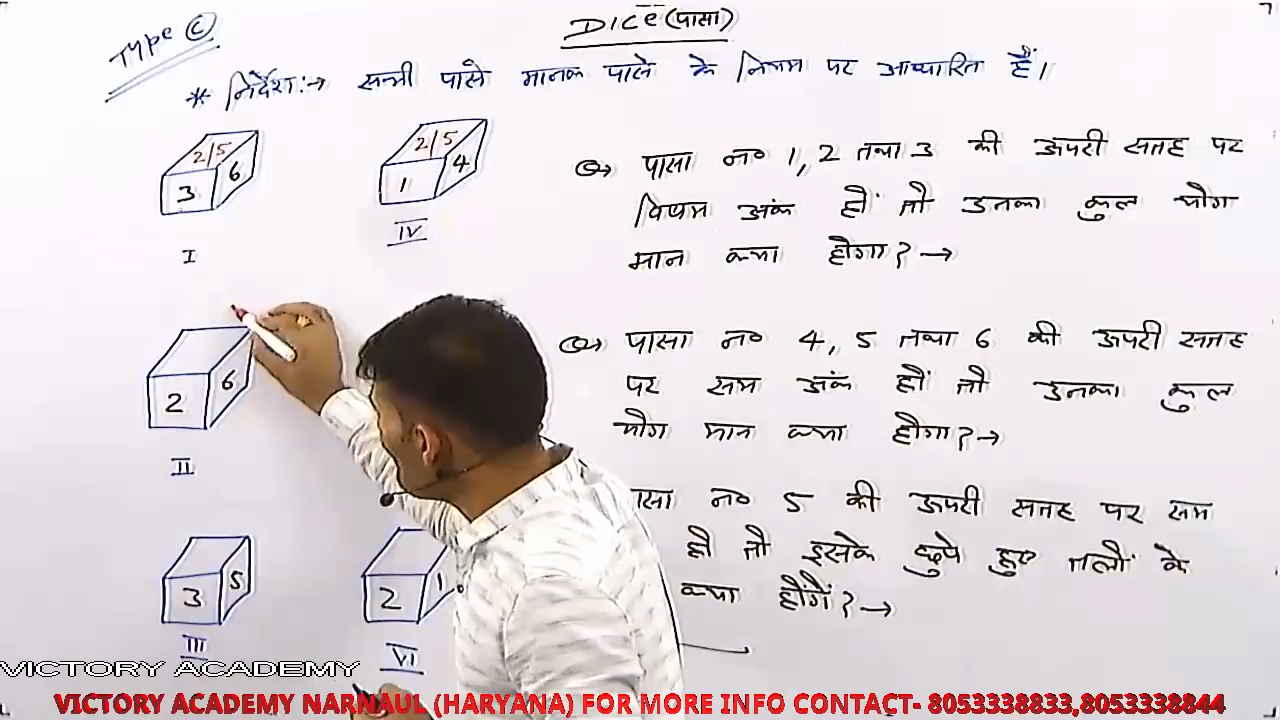 Type ©
DICE (पासा)
* निर्देश:→ सभी पासे मानक पासे के नियम पर आधारित हैं।
2/5
3
6
I
2/5
1
4
IV
2
6
II
3
5
III
2
1
VI
Q→ पासा न० 1, 2 तथा 3 की ऊपरी सतह पर
विषम अंक हों तो उनका कुल योग
मान क्या होगा? →
Q→ पासा न० 4, 5 तथा 6 की ऊपरी सतह
पर सम अंक हों तो उनका कुल
योग मान क्या होगा? →
पासा न० 5 की ऊपरी सतह पर सम
हो तो इसके छुपे हुए तलों के
क्या होंगें? →
VICTORY ACADEMY
VICTORY ACADEMY NARNAUL (HARYANA) FOR MORE INFO CONTACT- 8053338833,8053338844